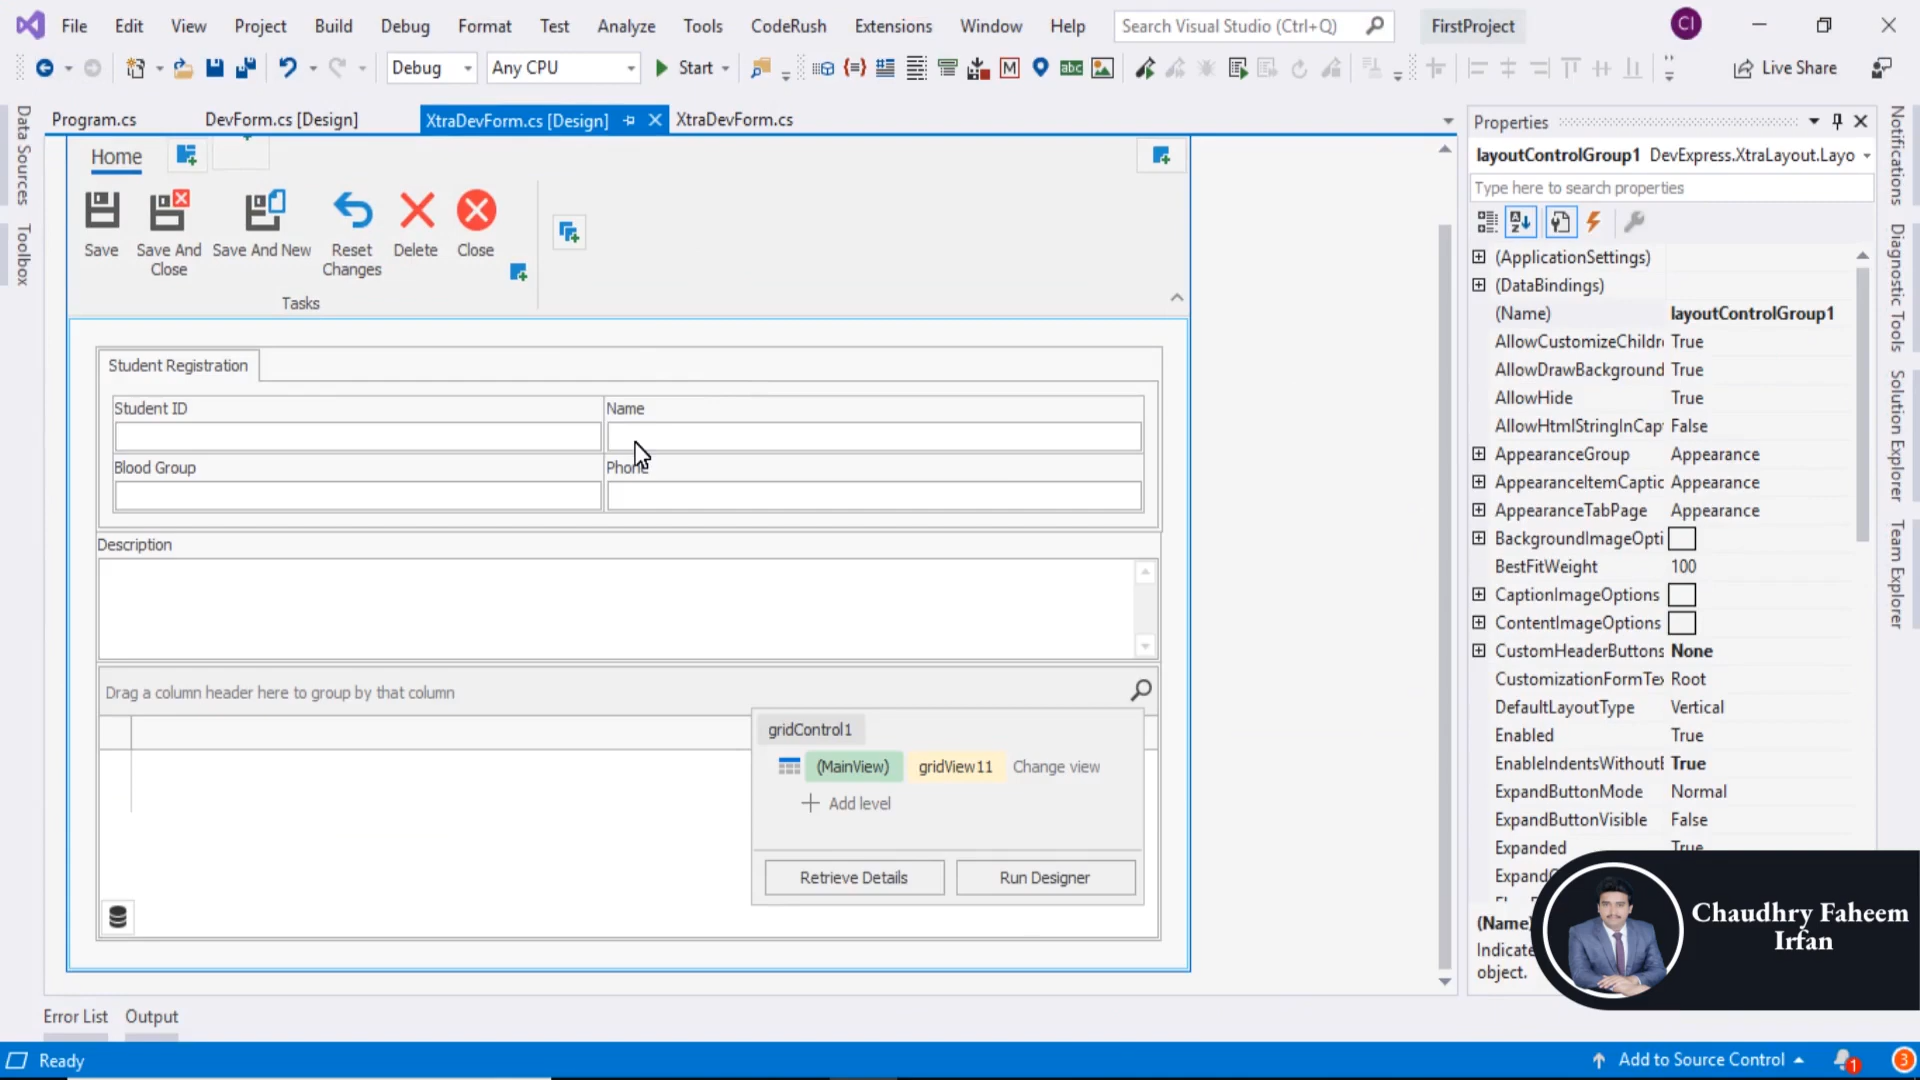 File Edit View Project Build Debug Format Test Analyze Tools CodeRush Extensions Window Help Search Visual Studio (Ctrl+Q) FirstProject CI
Debug Any CPU Start Live Share
Data Sources
Toolbox
Program.cs DevForm.cs [Design] XtraDevForm.cs [Design] XtraDevForm.cs
Home
Save
Save And Close
Save And New
Reset Changes
Delete
Close
Tasks
Student Registration
Student ID Name
Blood Group Phone
Description
Drag a column header here to group by that column
gridControl1
(MainView) gridView11 Change view
Add level
Retrieve Details Run Designer
Properties
layoutControlGroup1 DevExpress.XtraLayout.Layo
Type here to search properties
(ApplicationSettings)
(DataBindings)
(Name) layoutControlGroup1
AllowCustomizeChildr True
AllowDrawBackground True
AllowHide True
AllowHtmlStringInCap False
AppearanceGroup Appearance
AppearanceItemCaptic Appearance
AppearanceTabPage Appearance
BackgroundImageOpti
BestFitWeight 100
CaptionImageOptions
ContentImageOptions
CustomHeaderButtons None
CustomizationFormTex Root
DefaultLayoutType Vertical
Enabled True
EnableIndentsWithoutB True
ExpandButtonMode Normal
ExpandButtonVisible False
Expanded True
(Name)
Indicate
object.
Chaudhry Faheem
Irfan
Notifications
Diagnostic Tools
Solution Explorer
Team Explorer
Error List Output
Ready Add to Source Control 1 3